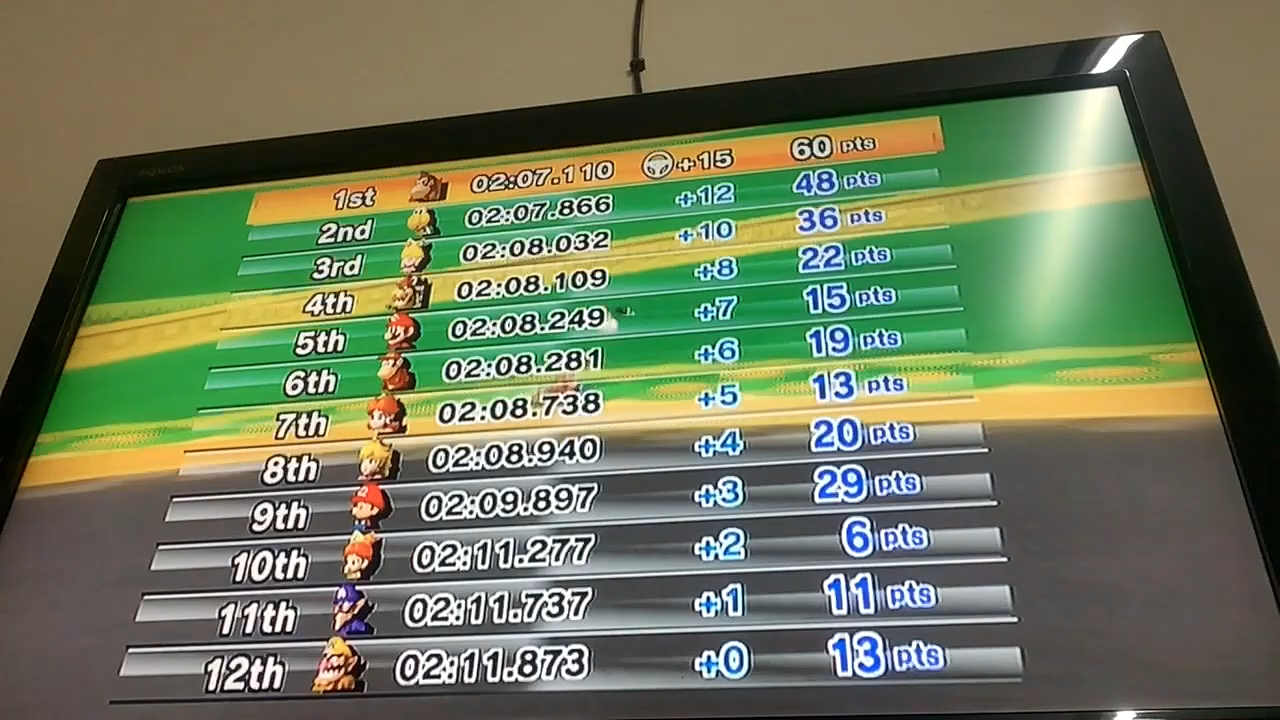 AQUOS
1st 02:07.110 +15 60 pts
2nd 02:07.866 +12 48 pts
3rd 02:08.032 +10 36 pts
4th 02:08.109 +8 22 pts
5th 02:08.249 +7 15 pts
6th 02:08.281 +6 19 pts
7th 02:08.738 +5 13 pts
8th 02:08.940 +4 20 pts
9th 02:09.897 +3 29 pts
10th 02:11.277 +2 6 pts
11th 02:11.737 +1 11 pts
12th 02:11.873 +0 13 pts